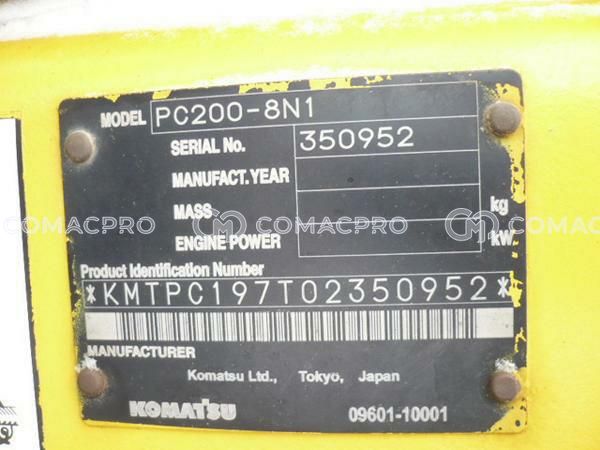 MODEL PC200-8N1
SERIAL No. 350952
MANUFACT. YEAR
MASS kg
COMACPRO COMACPRO COMACPRO
ENGINE POWER kW
Product Identification Number
*KMTPC197T02350952*
MANUFACTURER
Komatsu Ltd., Tokyo, Japan
KOMATSU 09601-10001